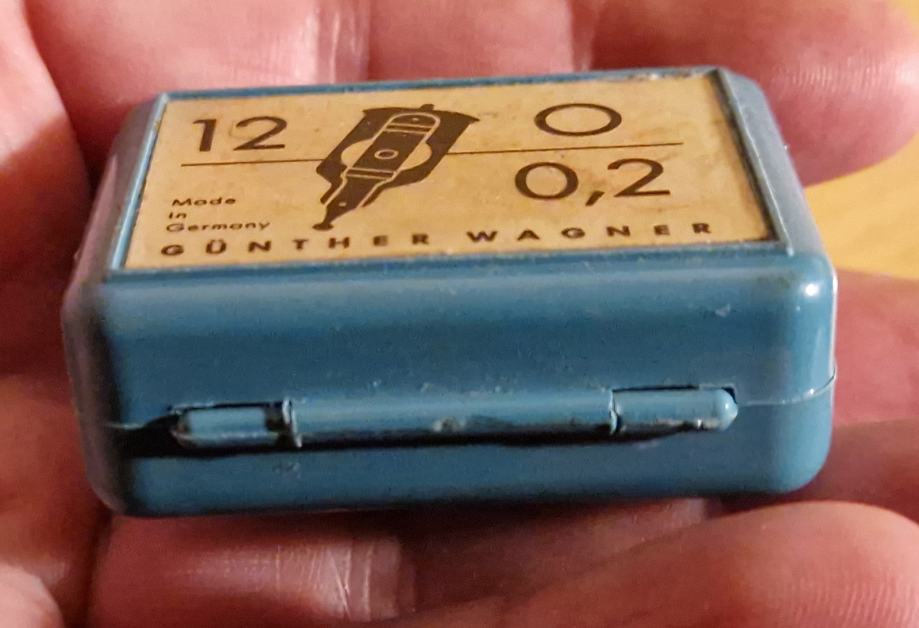 12 O
0,2
Made
in
Germany
GÜNTHER WAGNER